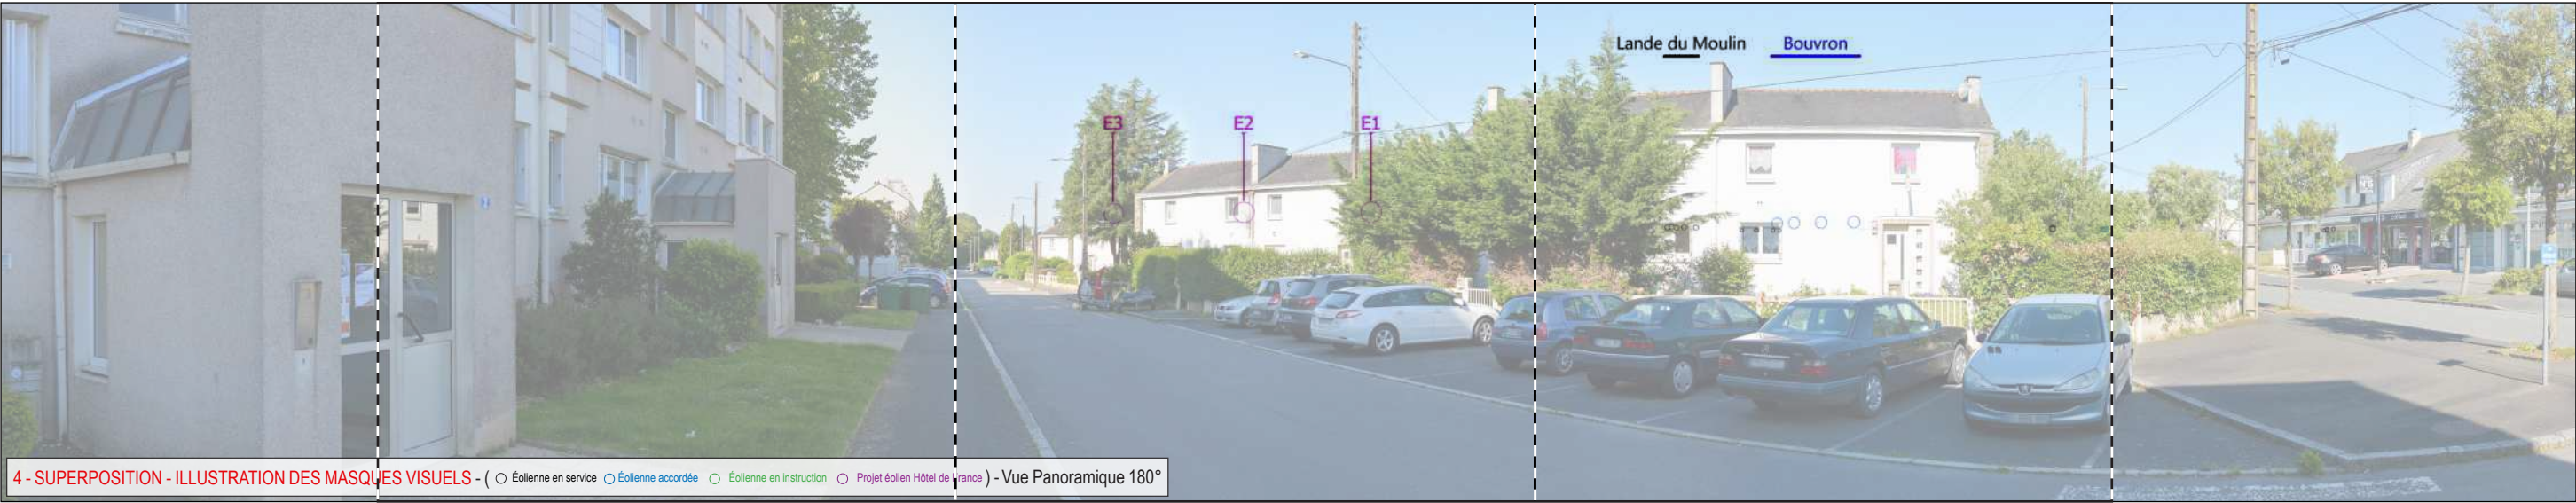 Lande du Moulin
Bouvron
E3
E2
E1
4 - SUPERPOSITION - ILLUSTRATION DES MASQUES VISUELS - ( Éolienne en service Éolienne accordée Éolienne en instruction Projet éolien Hôtel de France ) - Vue Panoramique 180°